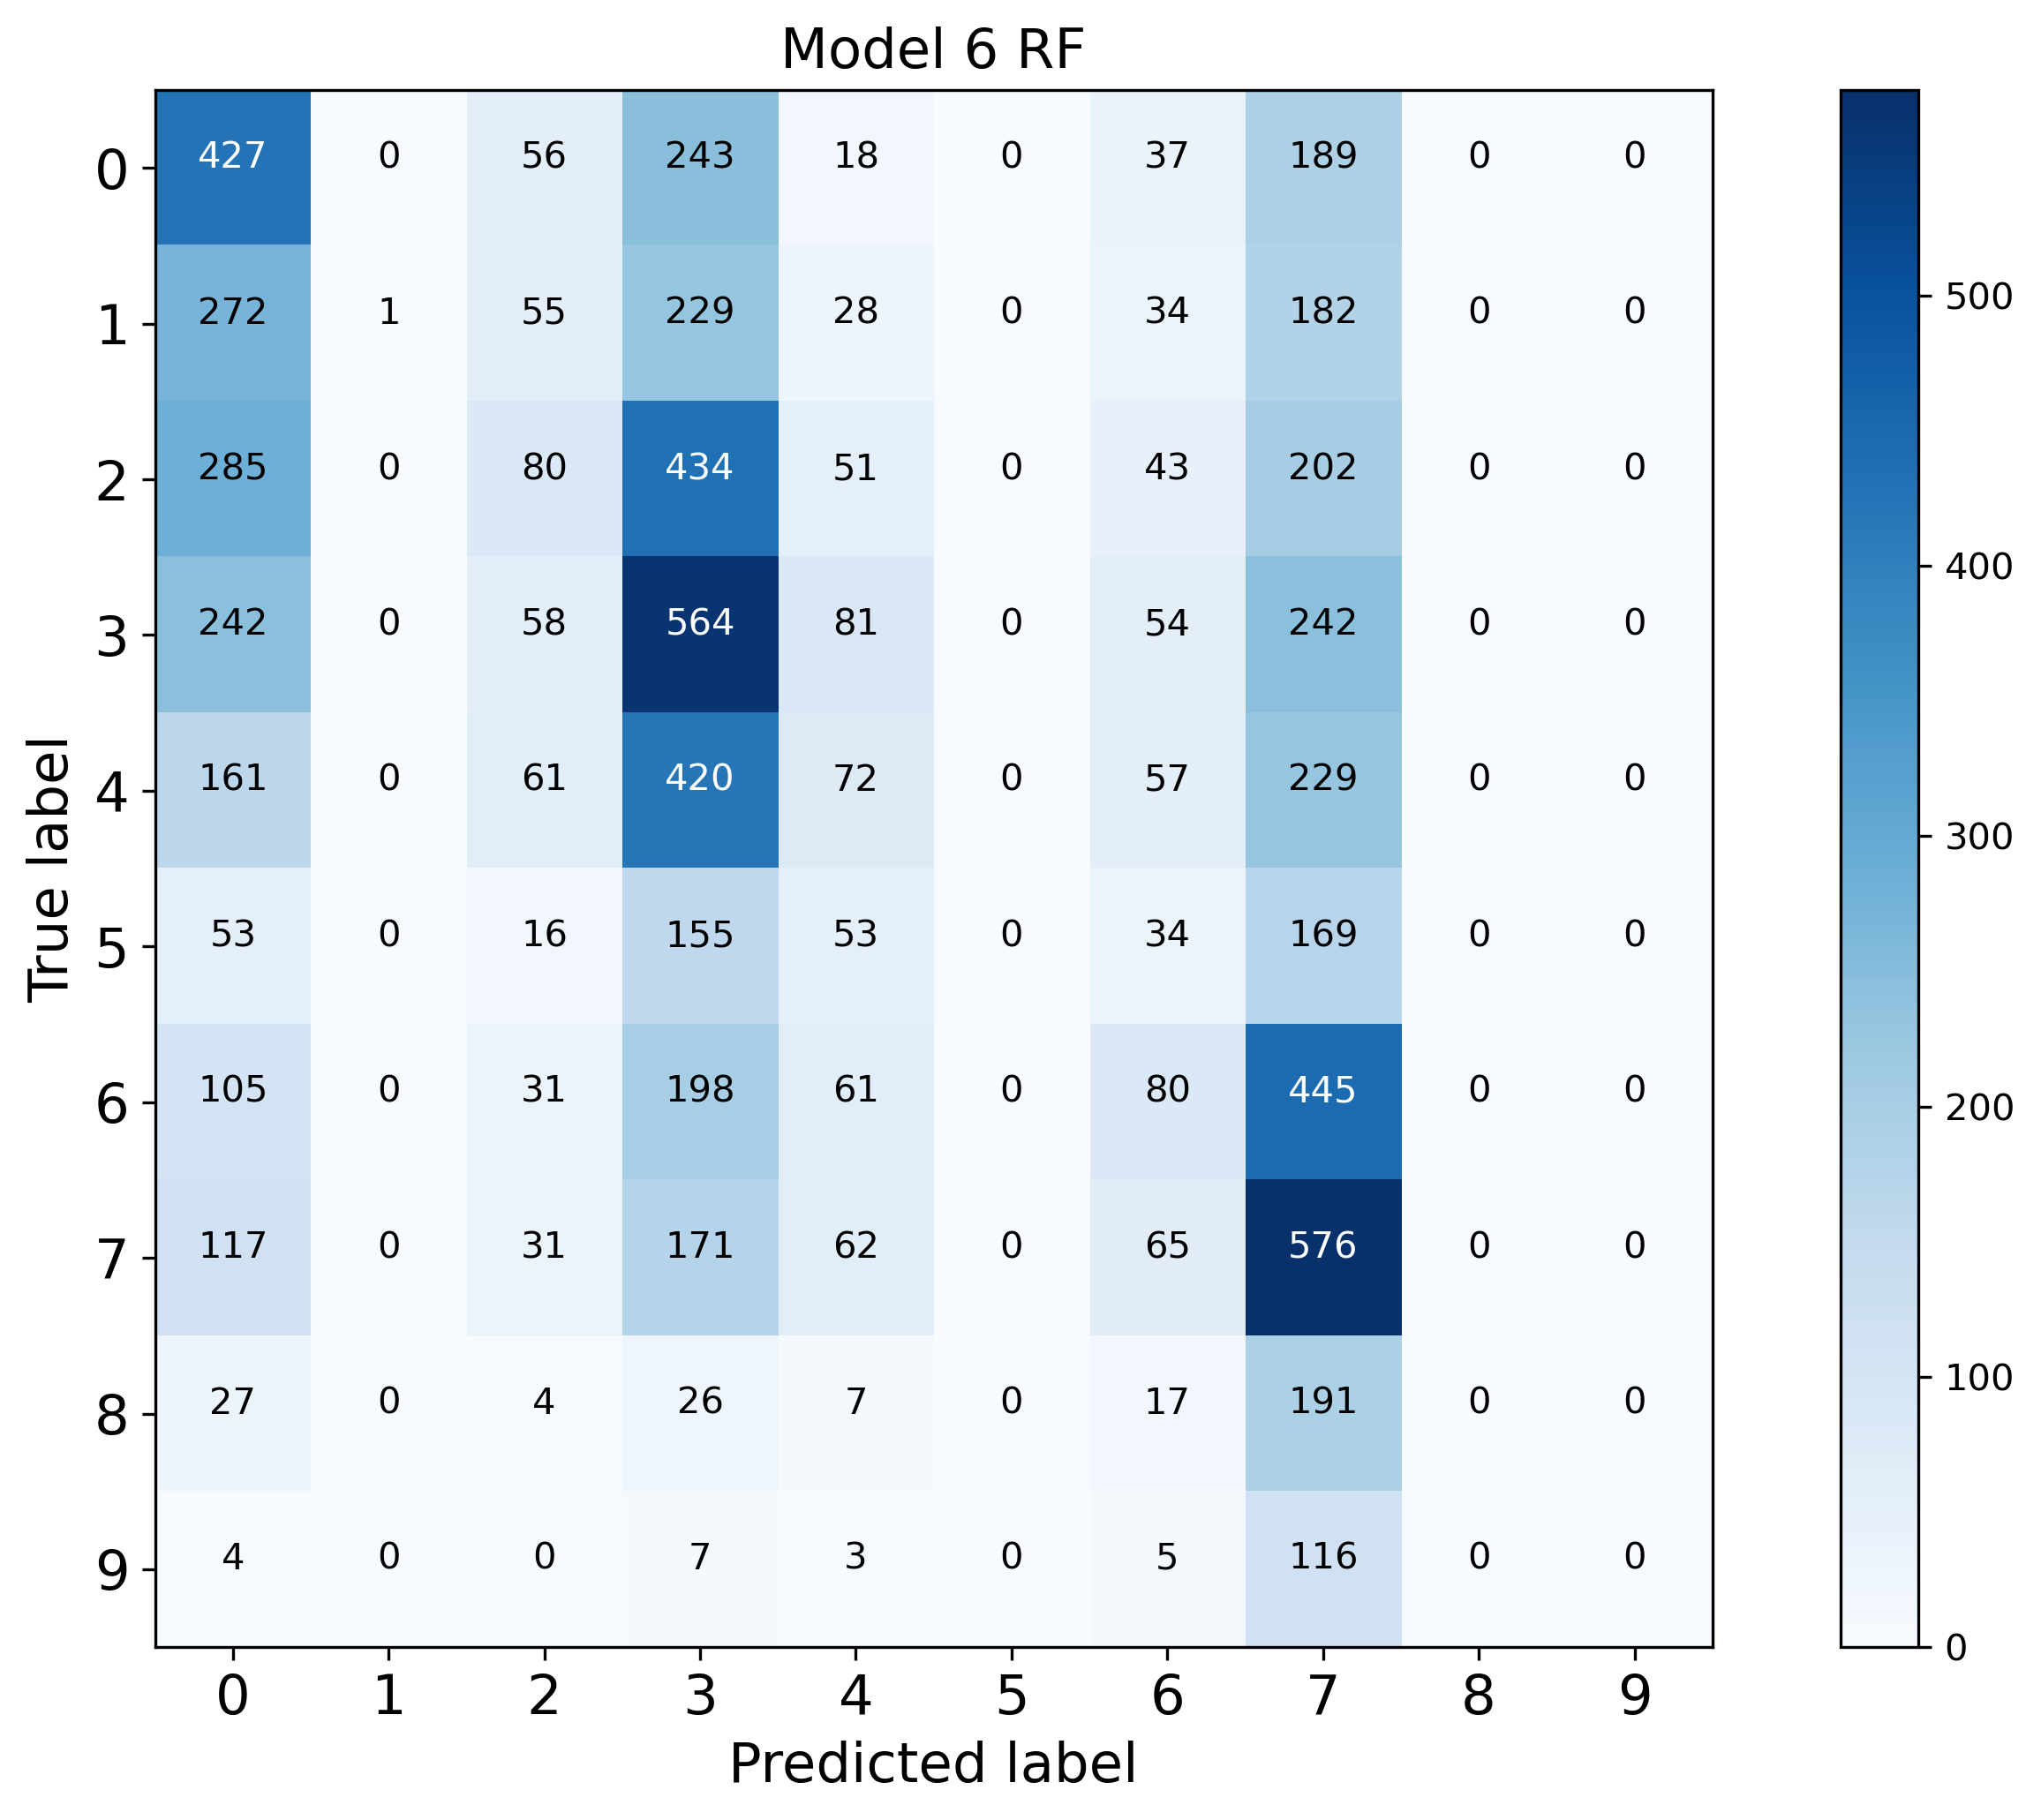 Model 6 RF
0 427 0 56 243 18 0 37 189 0 0
1 272 1 55 229 28 0 34 182 0 0
2 285 0 80 434 51 0 43 202 0 0
3 242 0 58 564 81 0 54 242 0 0
4 161 0 61 420 72 0 57 229 0 0
5 53 0 16 155 53 0 34 169 0 0
6 105 0 31 198 61 0 80 445 0 0
7 117 0 31 171 62 0 65 576 0 0
8 27 0 4 26 7 0 17 191 0 0
9 4 0 0 7 3 0 5 116 0 0
0 1 2 3 4 5 6 7 8 9
Predicted label
True label
500
400
300
200
100
0